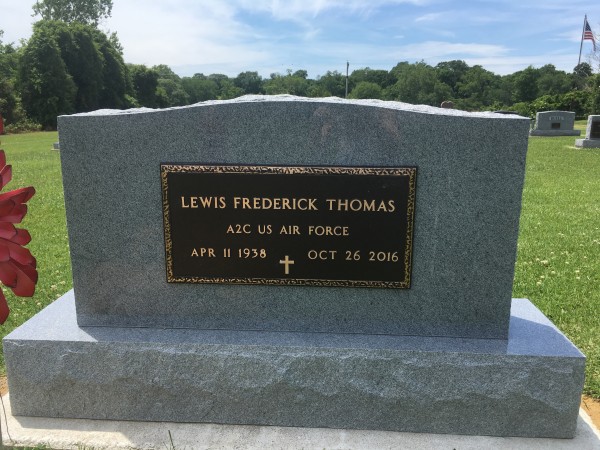 LEWIS FREDERICK THOMAS
A2C US AIR FORCE
APR 11 1938 OCT 26 2016